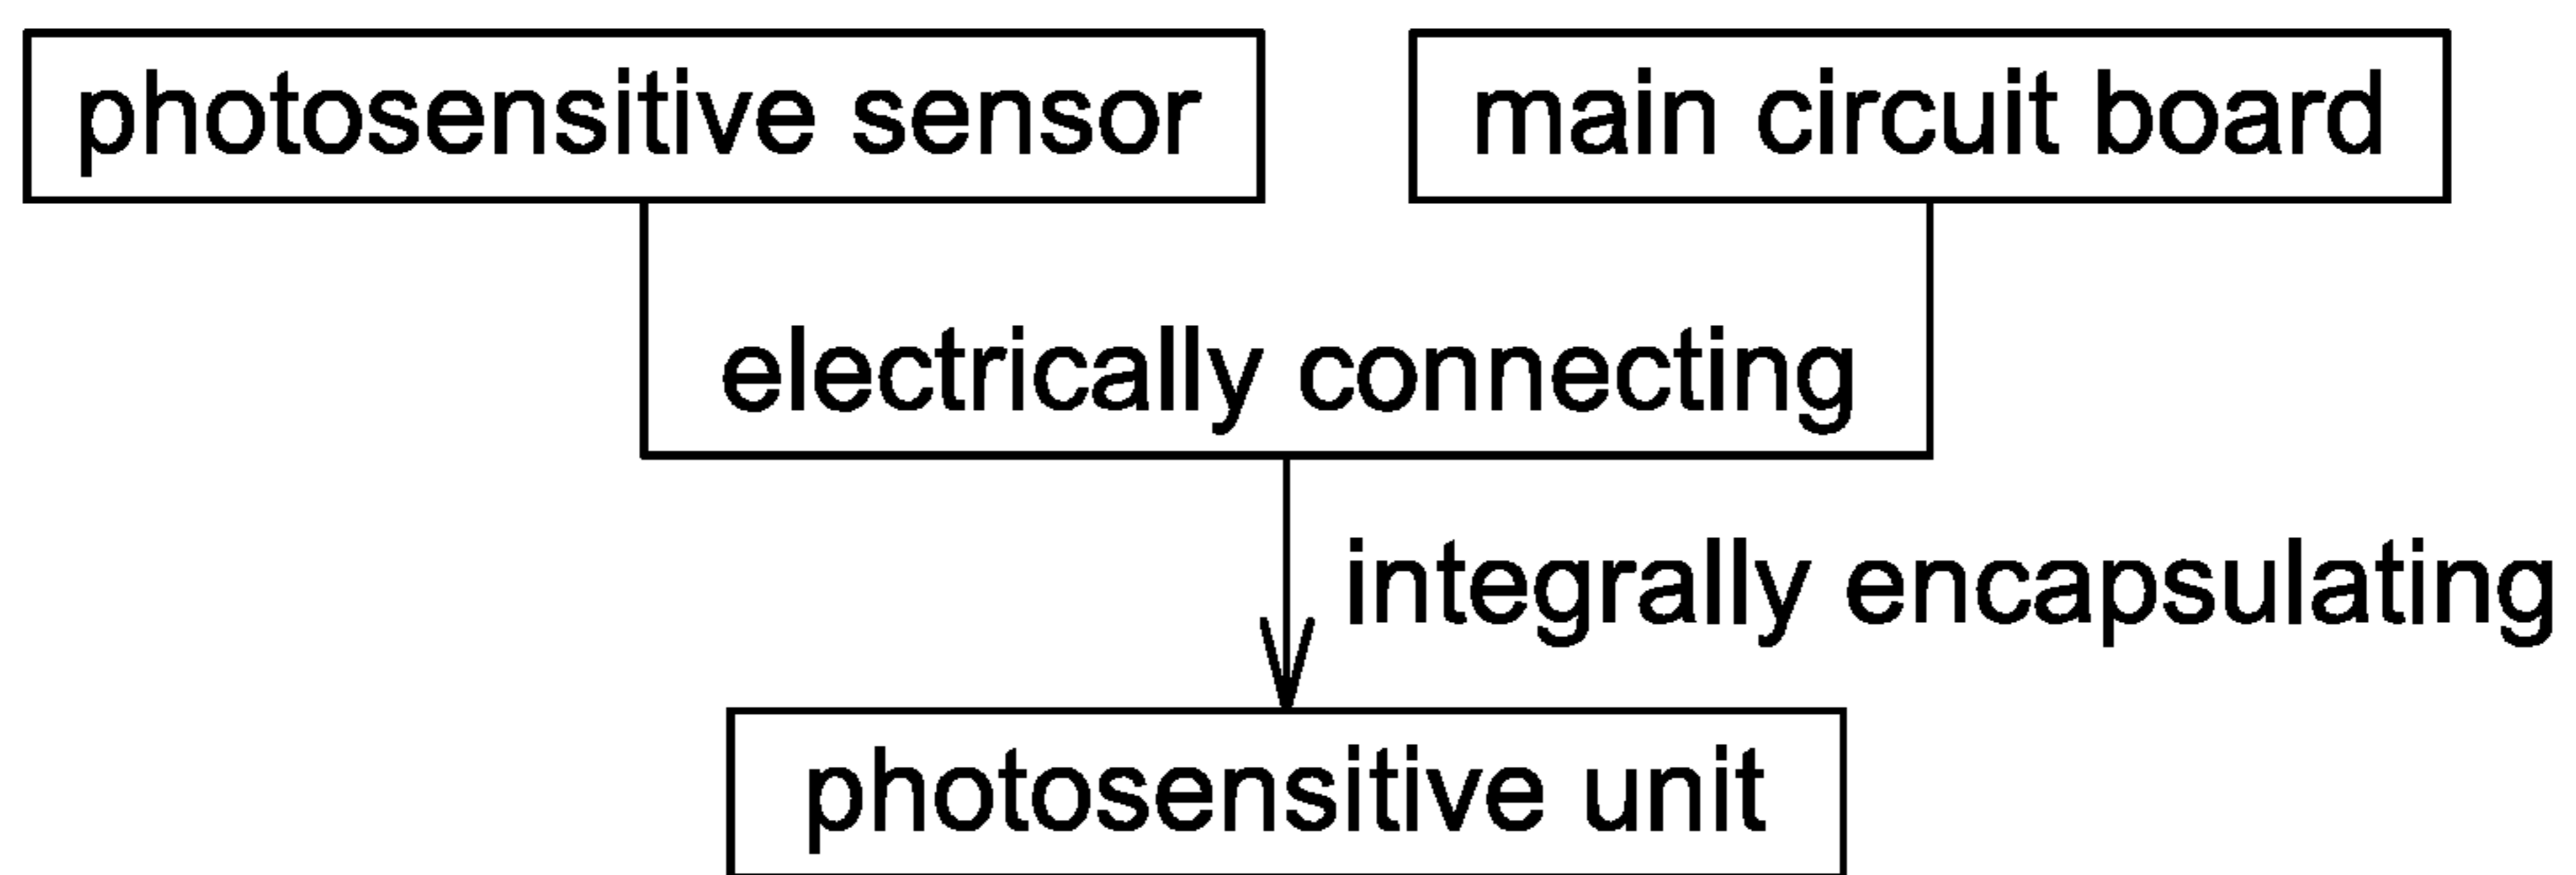 photosensitive sensor
main circuit board
electrically connecting
integrally encapsulating
photosensitive unit